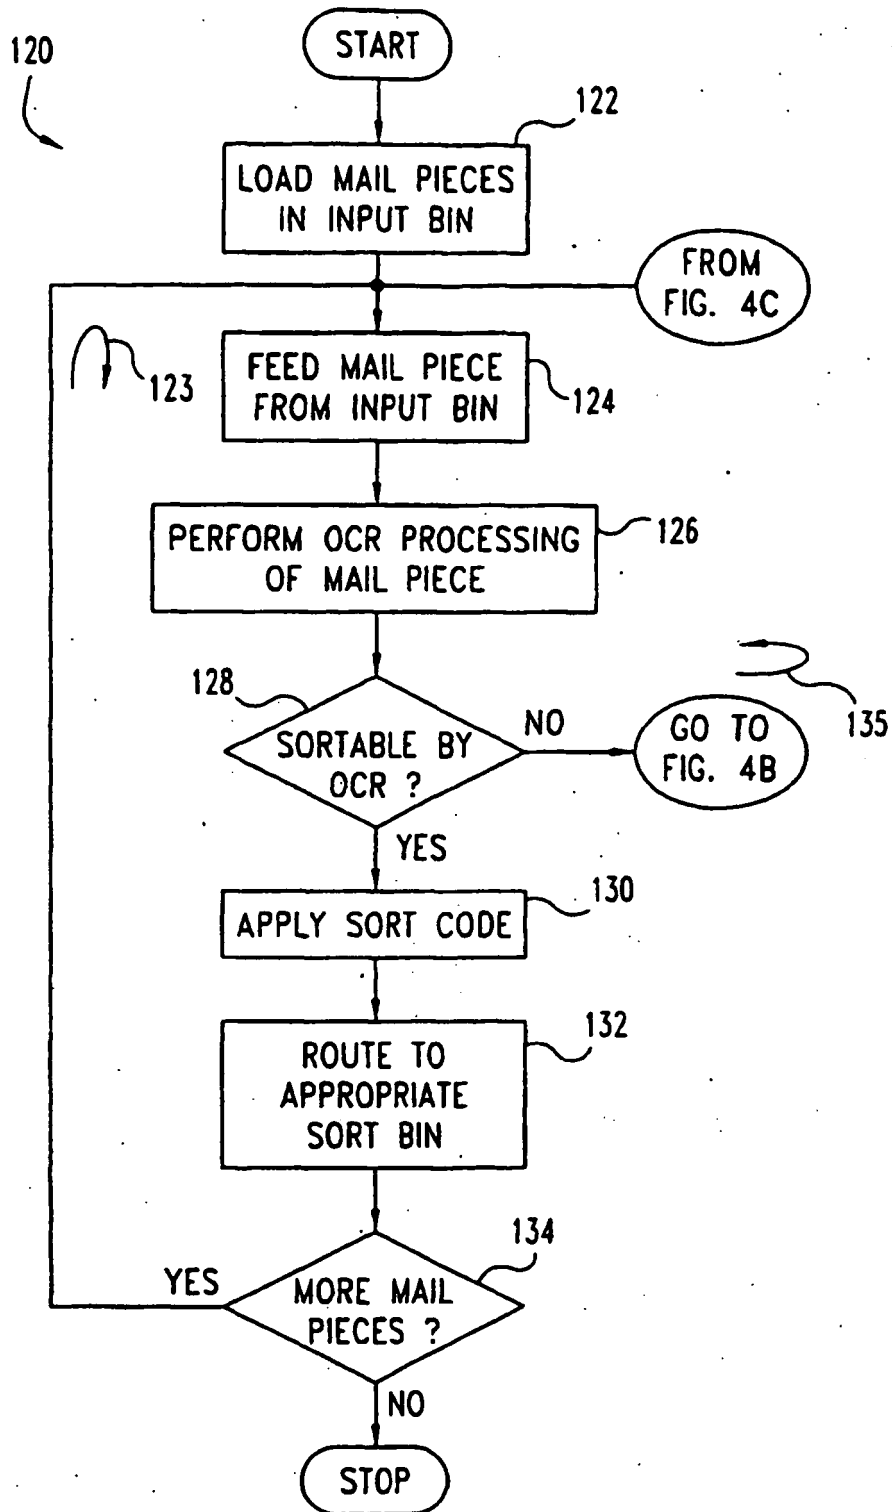 120
START
122
LOAD MAIL PIECES
IN INPUT BIN
FROM
FIG. 4C
123
FEED MAIL PIECE
FROM INPUT BIN
124
PERFORM OCR PROCESSING
OF MAIL PIECE
126
128
SORTABLE BY
OCR ?
NO
GO TO
FIG. 4B
135
YES
130
APPLY SORT CODE
132
ROUTE TO
APPROPRIATE
SORT BIN
134
YES
MORE MAIL
PIECES ?
NO
STOP